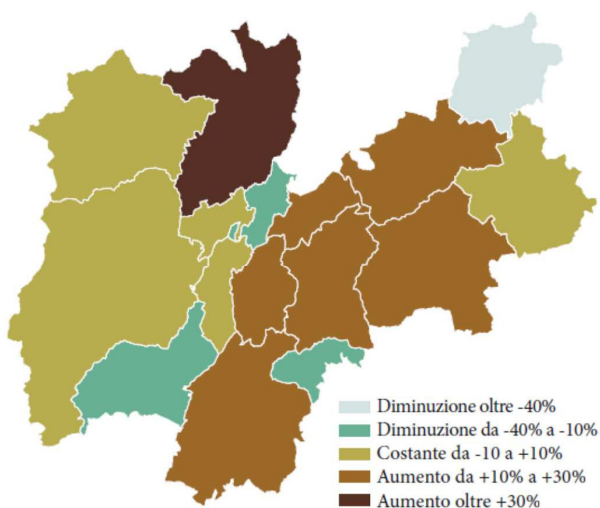 Diminuzione oltre -40%
Diminuzione da -40% a -10%
Costante da -10 a +10%
Aumento da +10% a +30%
Aumento oltre +30%